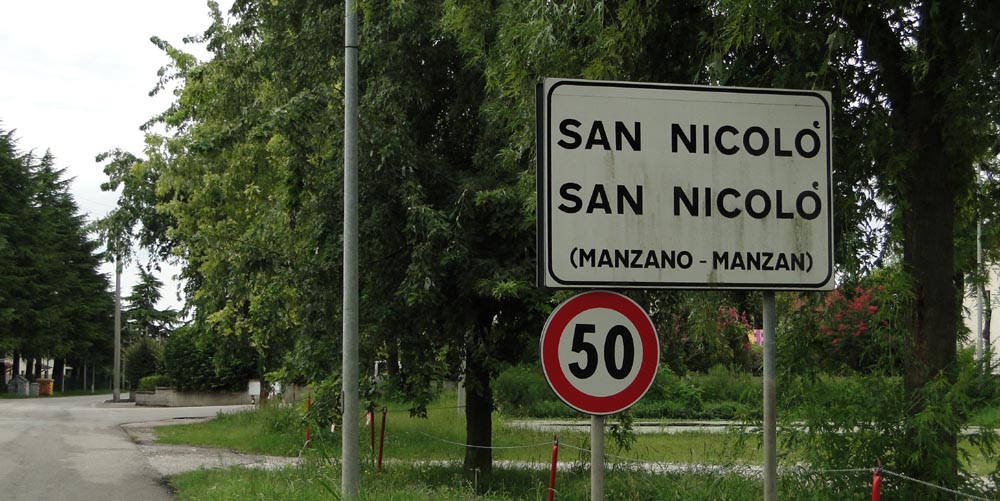 SAN NICOLÒ
SAN NICOLÒ
(MANZANO - MANZAN)
50